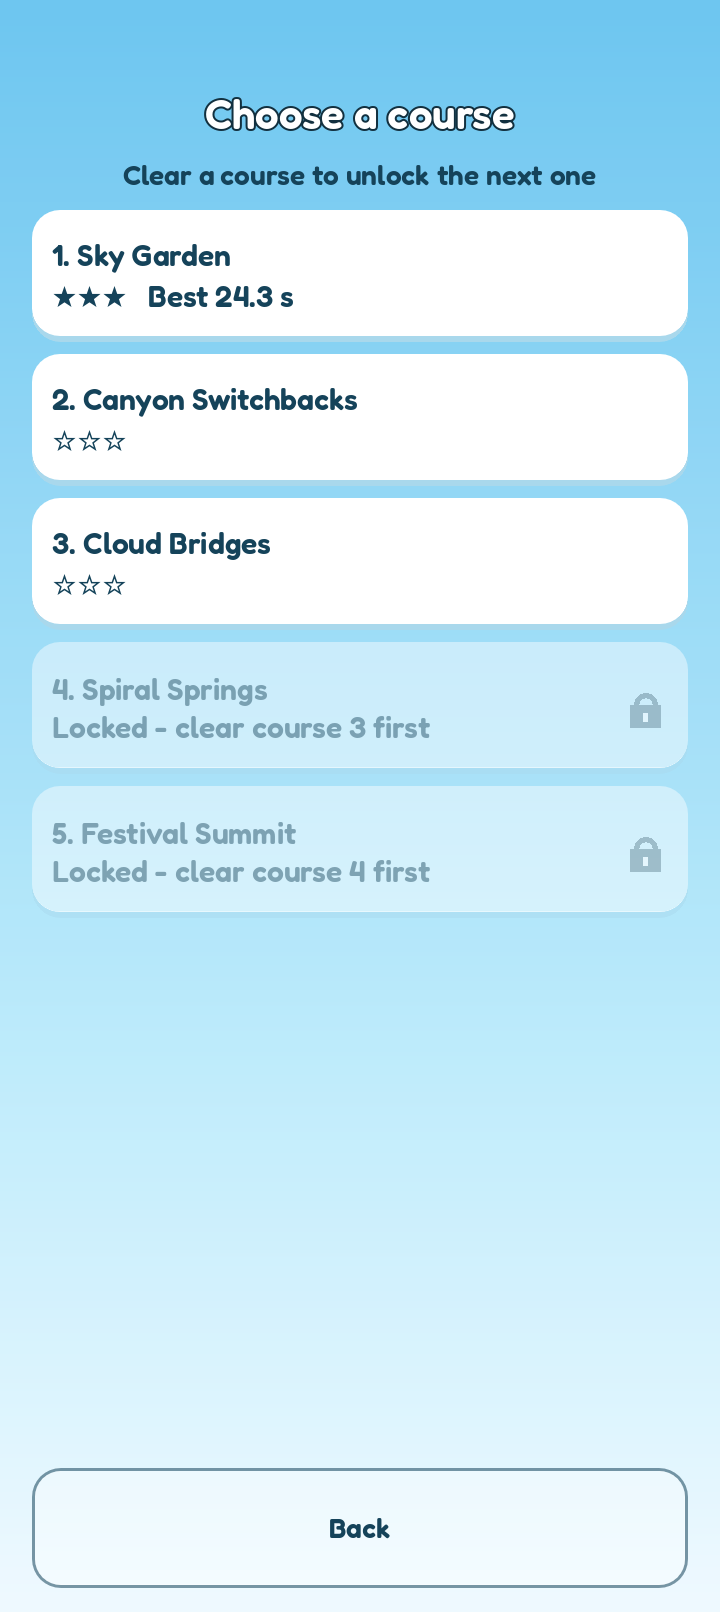 Choose a course
Clear a course to unlock the next one
1. Sky Garden
★★★ Best 24.3 s
2. Canyon Switchbacks
☆☆☆
3. Cloud Bridges
☆☆☆
4. Spiral Springs
Locked - clear course 3 first
5. Festival Summit
Locked - clear course 4 first
Back